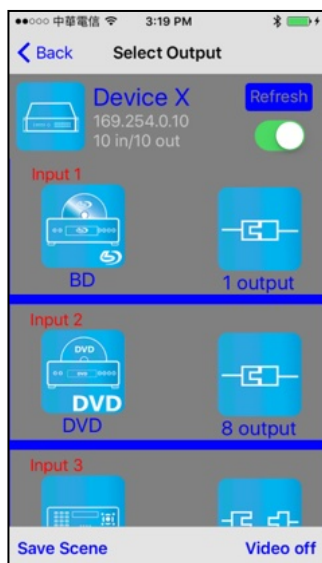 中華電信 3:19 PM
Back Select Output
Device X Refresh
169.254.0.10
10 in/10 out
Input 1
BD 1 output
Input 2
DVD
DVD
DVD 8 output
Input 3
Save Scene Video off